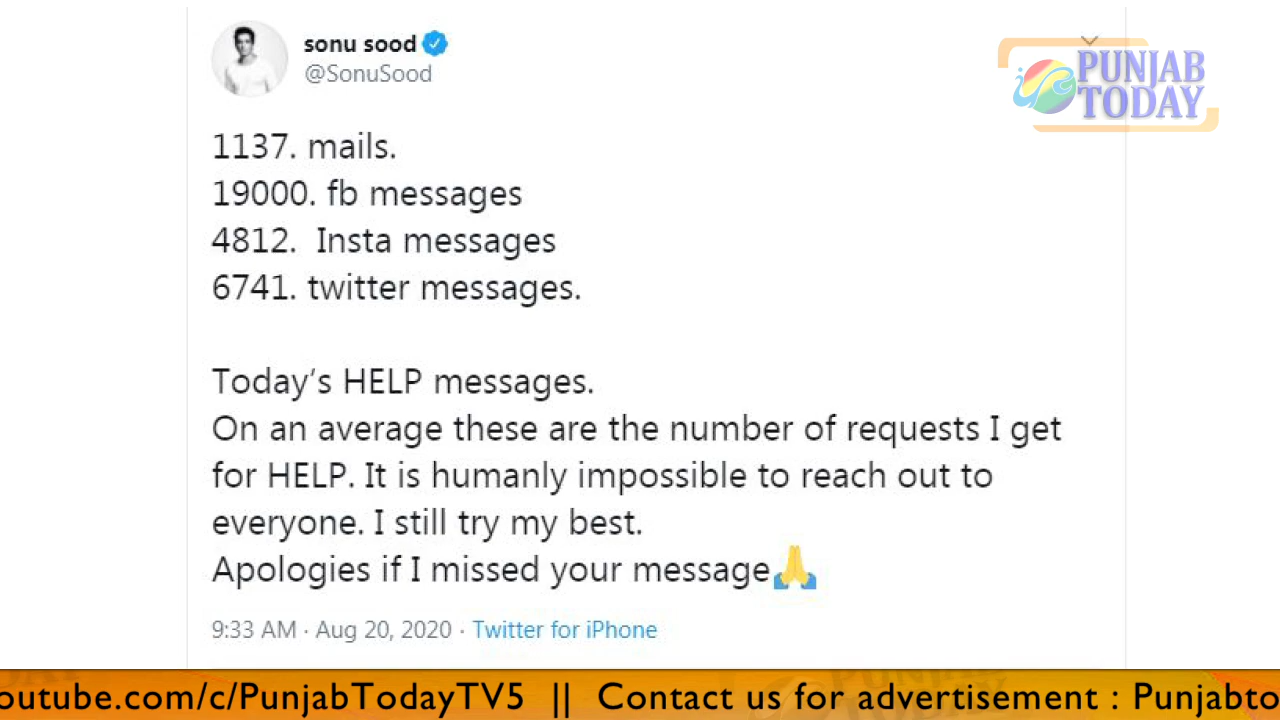 sonu sood
@SonuSood
PUNJAB
TODAY
1137. mails.
19000. fb messages
4812.  Insta messages
6741. twitter messages.
Today's HELP messages.
On an average these are the number of requests I get
for HELP. It is humanly impossible to reach out to
everyone. I still try my best.
Apologies if I missed your message🙏
9:33 AM · Aug 20, 2020 · Twitter for iPhone
outube.com/c/PunjabTodayTV5  ||  Contact us for advertisement : Punjabto